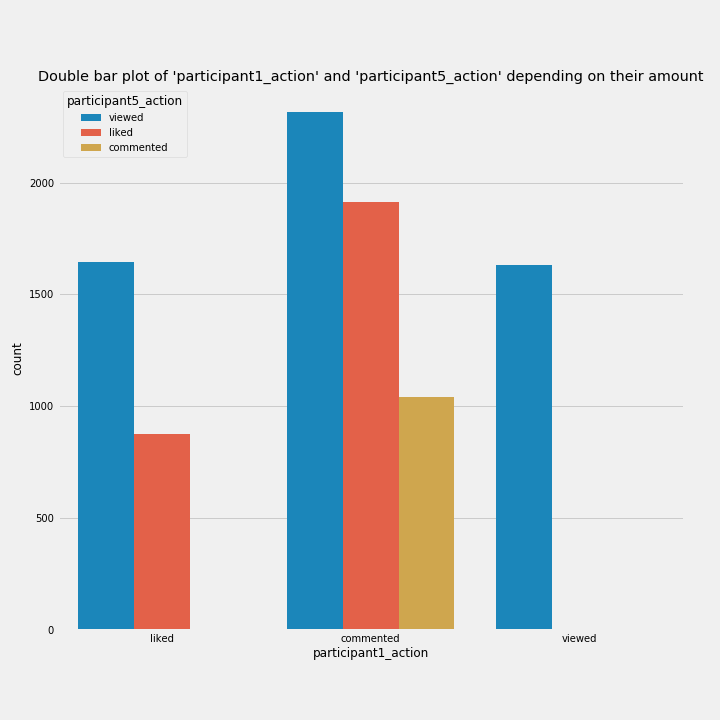 Double bar plot of 'participant1_action' and 'participant5_action' depending on their amount
participant5_action
viewed
liked
commented
2000
1500
1000
500
0
count
liked
commented
viewed
participant1_action